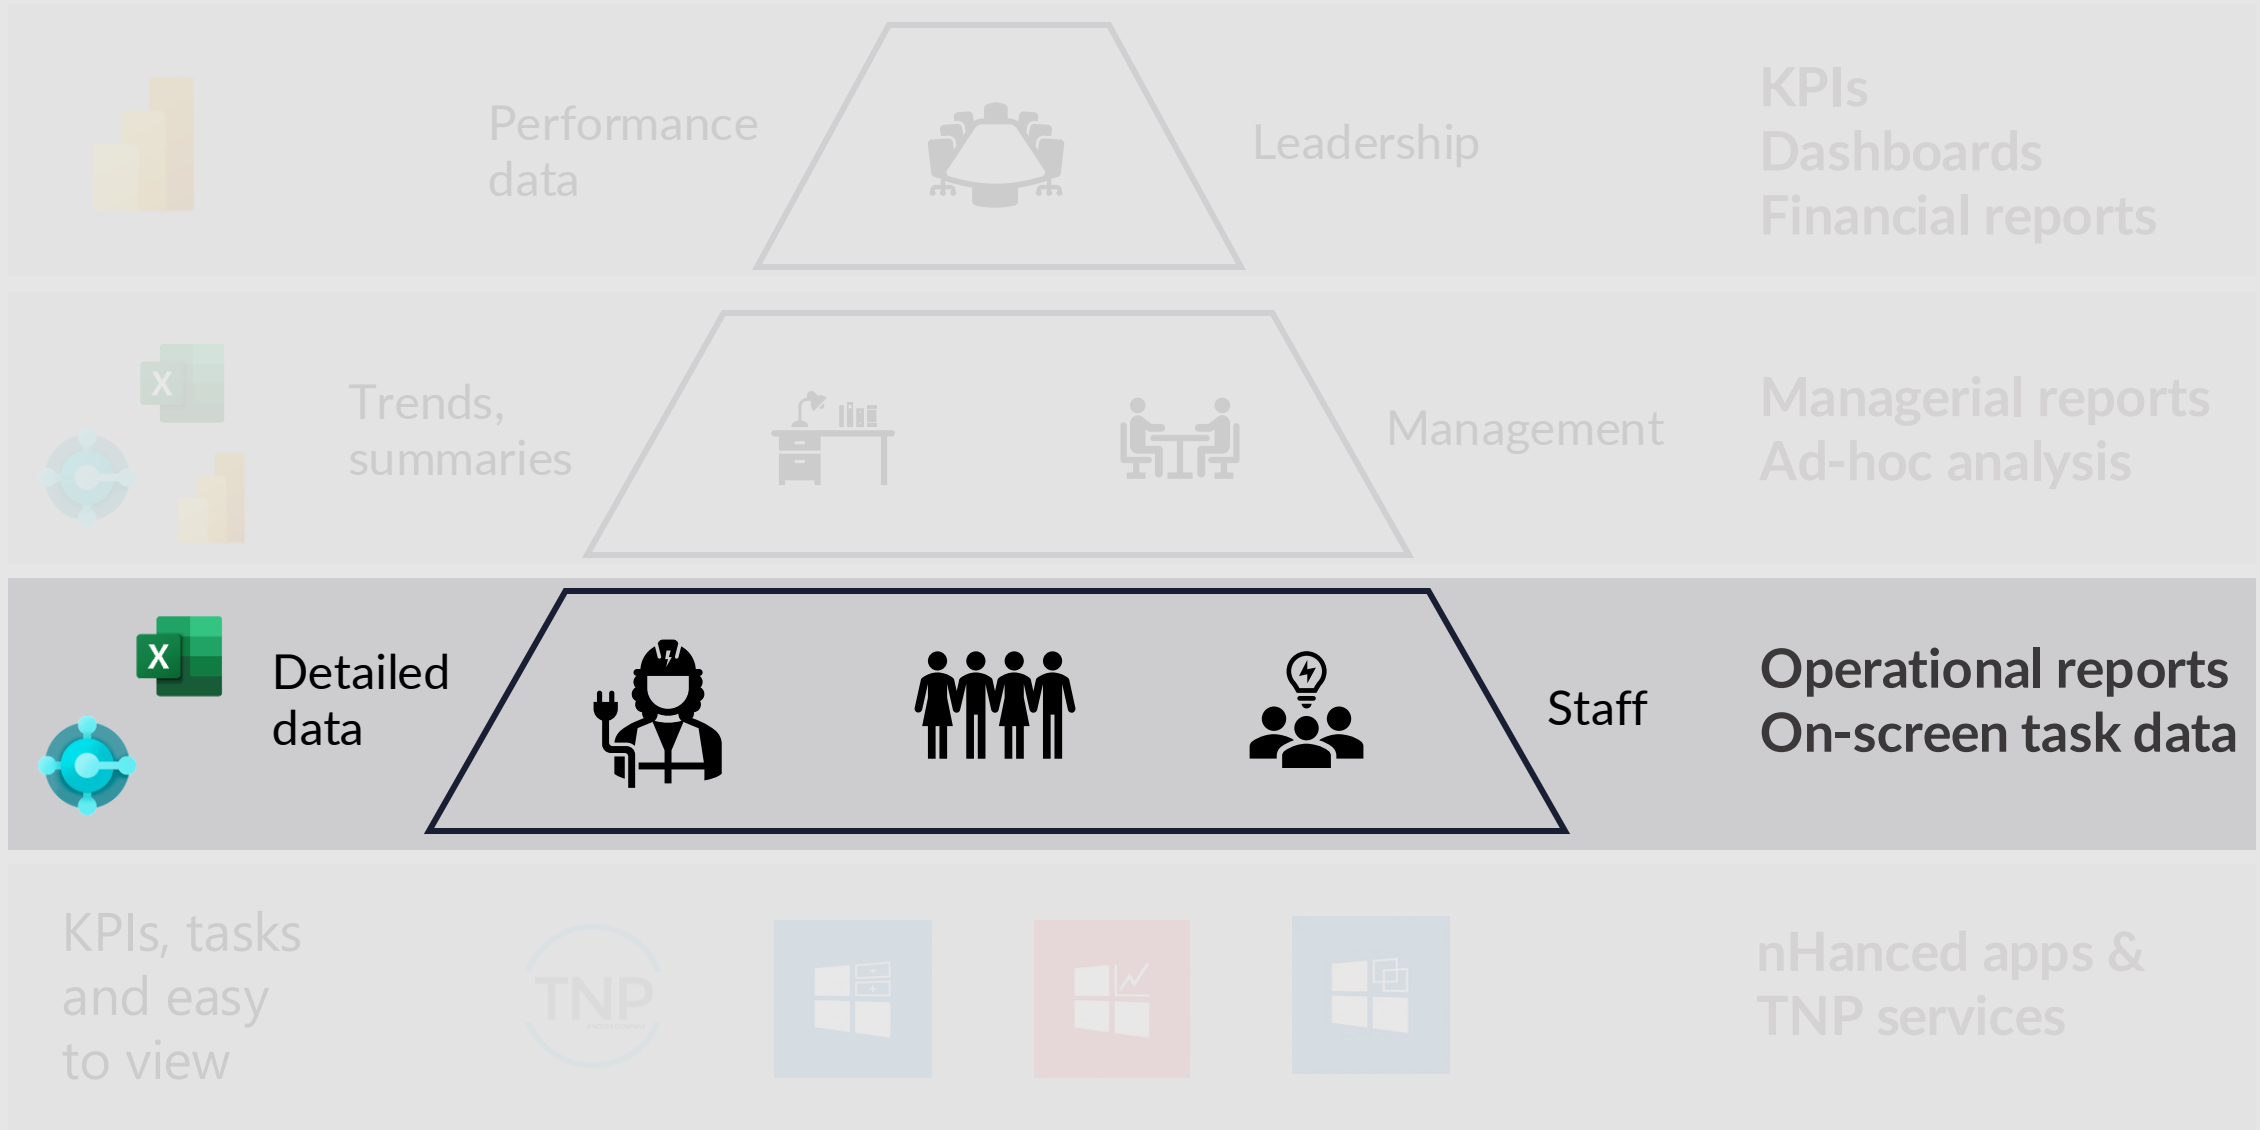 Performance
data
Leadership
KPIs
Dashboards
Financial reports
X
Trends,
summaries
Management
Managerial reports
Ad-hoc analysis
X
Detailed
data
Staff
Operational reports
On-screen task data
KPIs, tasks
and easy
to view
TNP
nHanced apps &
TNP services